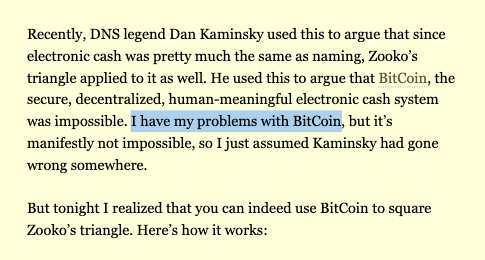 Recently, DNS legend Dan Kaminsky used this to argue that since
electronic cash was pretty much the same as naming, Zooko’s
triangle applied to it as well. He used this to argue that BitCoin, the
secure, decentralized, human-meaningful electronic cash system
was impossible. I have my problems with BitCoin, but it’s
manifestly not impossible, so I just assumed Kaminsky had gone
wrong somewhere.
But tonight I realized that you can indeed use BitCoin to square
Zooko’s triangle. Here’s how it works: